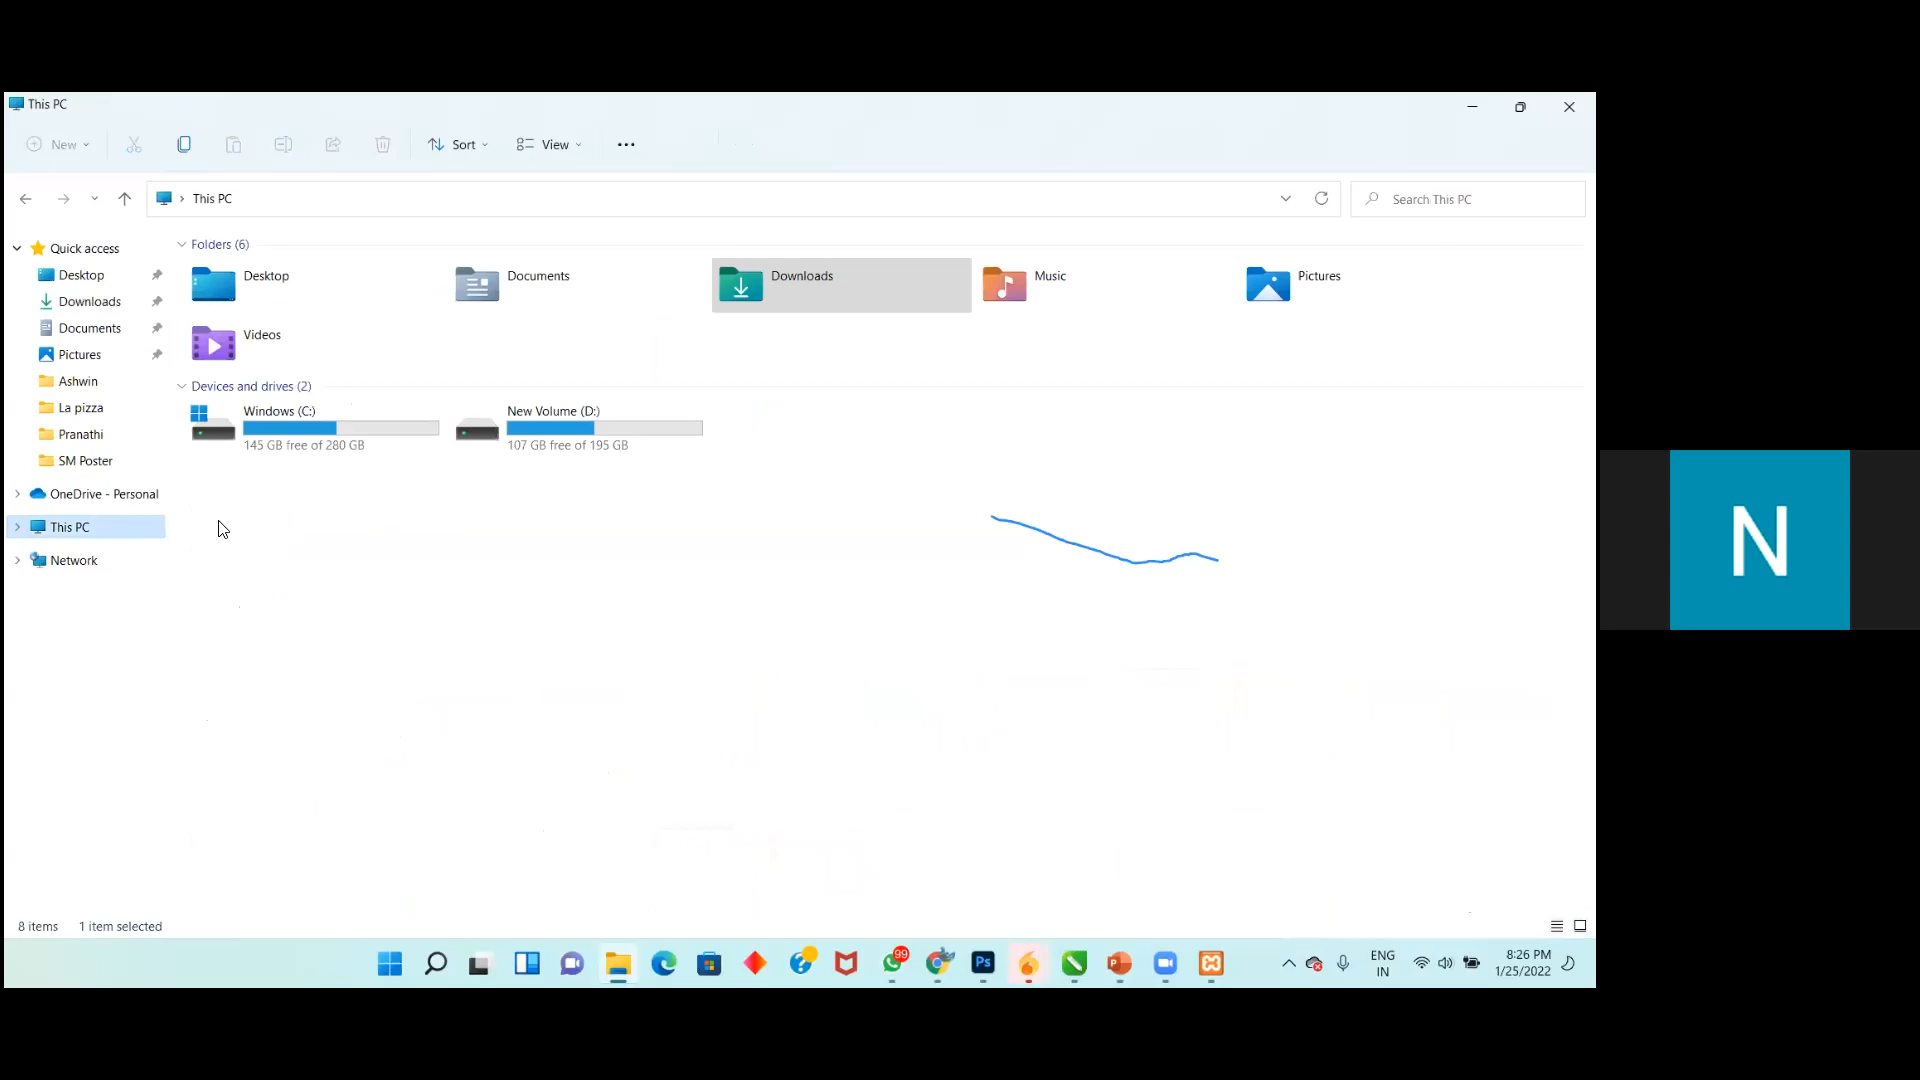 This PC
New
Sort
View
This PC
Search This PC
Quick access
Desktop
Downloads
Documents
Pictures
Ashwin
La pizza
Pranathi
SM Poster
OneDrive - Personal
This PC
Network
Folders (6)
Desktop
Documents
Downloads
Music
Pictures
Videos
Devices and drives (2)
Windows (C:)
145 GB free of 280 GB
New Volume (D:)
107 GB free of 195 GB
N
8 items
1 item selected
99
Ps
P
ENG
IN
8:26 PM
1/25/2022